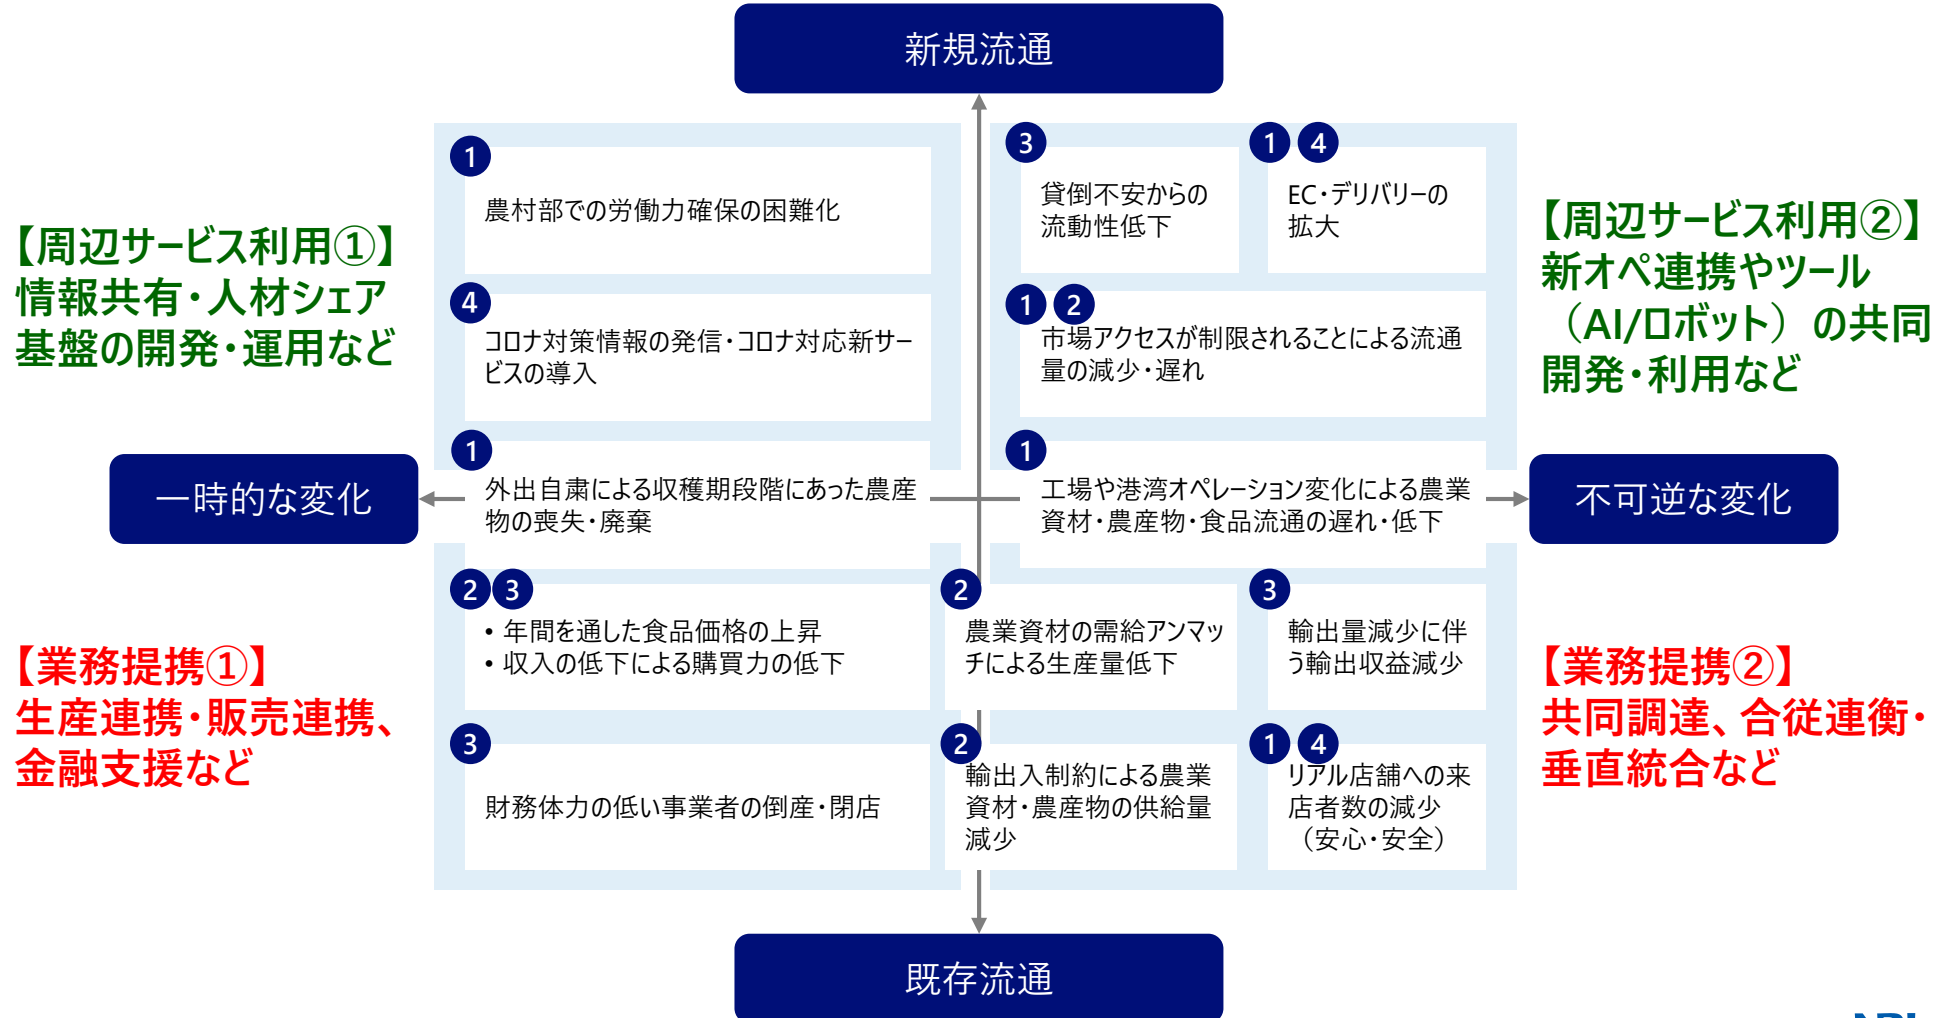 新規流通
【周辺サービス利用①】
情報共有・人材シェア
基盤の開発・運用など
1
農村部での労働力確保の困難化
4
コロナ対策情報の発信・コロナ対応新サー
ビスの導入
3
貸倒不安からの
流動性低下
1 4
EC・デリバリーの
拡大
1 2
市場アクセスが制限されることによる流通
量の減少・遅れ
【周辺サービス利用②】
新オペ連携やツール
（AI/ロボット）の共同
開発・利用など
一時的な変化
1
外出自粛による収穫期段階にあった農産
物の喪失・廃棄
1
工場や港湾オペレーション変化による農業
資材・農産物・食品流通の遅れ・低下
不可逆な変化
【業務提携①】
生産連携・販売連携、
金融支援など
2 3
• 年間を通した食品価格の上昇
• 収入の低下による購買力の低下
3
財務体力の低い事業者の倒産・閉店
2
農業資材の需給アンマッ
チによる生産量低下
3
輸出量減少に伴
う輸出収益減少
2
輸出入制約による農業
資材・農産物の供給量
減少
1 4
リアル店舗への来
店者数の減少
（安心・安全）
【業務提携②】
共同調達、合従連衡・
垂直統合など
既存流通